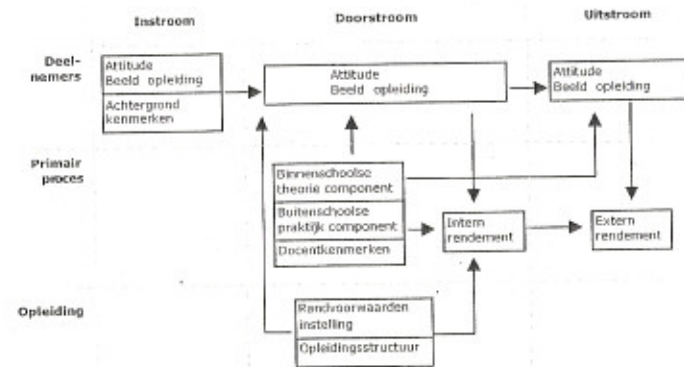 Instroom
Doorstroom
Uitstroom
Deel-
nemers
Attitude
Beeld opleiding
Achtergrond
kenmerken
Attitude
Beeld opleiding
Attitude
Beeld opleiding
Primair
proces
Binnenschoolse
theorie component
Buitenschoolse
praktijk component
Docentkenmerken
Intern
rendement
Extern
rendement
Opleiding
Randvoorwaarden
instelling
Opleidingsstructuur